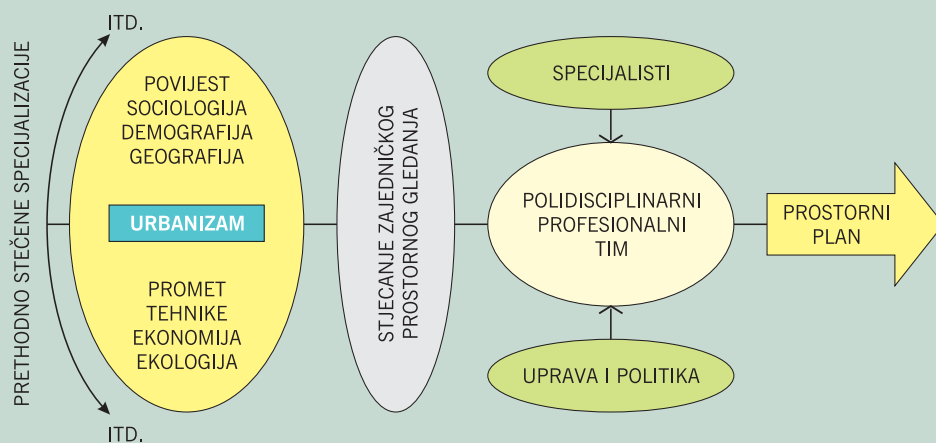 PRETHODNO STEČENE SPECIJALIZACIJE
ITD.
POVIJEST
SOCIOLOGIJA
DEMOGRAFIJA
GEOGRAFIJA
URBANIZAM
PROMET
TEHNIKE
EKONOMIJA
EKOLOGIJA
ITD.
STJECANJE ZAJEDNIČKOG
PROSTORNOG GLEDANJA
SPECIJALISTI
POLIDISCIPLINARNI
PROFESIONALNI
TIM
UPRAVA I POLITIKA
PROSTORNI
PLAN